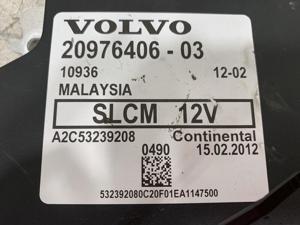 VOLVO
20976406 - 03
10936 12-02
MALAYSIA
SLCM 12V
A2C53239208 Continental
0490 15.02.2012
532392080C20F01EA1147500